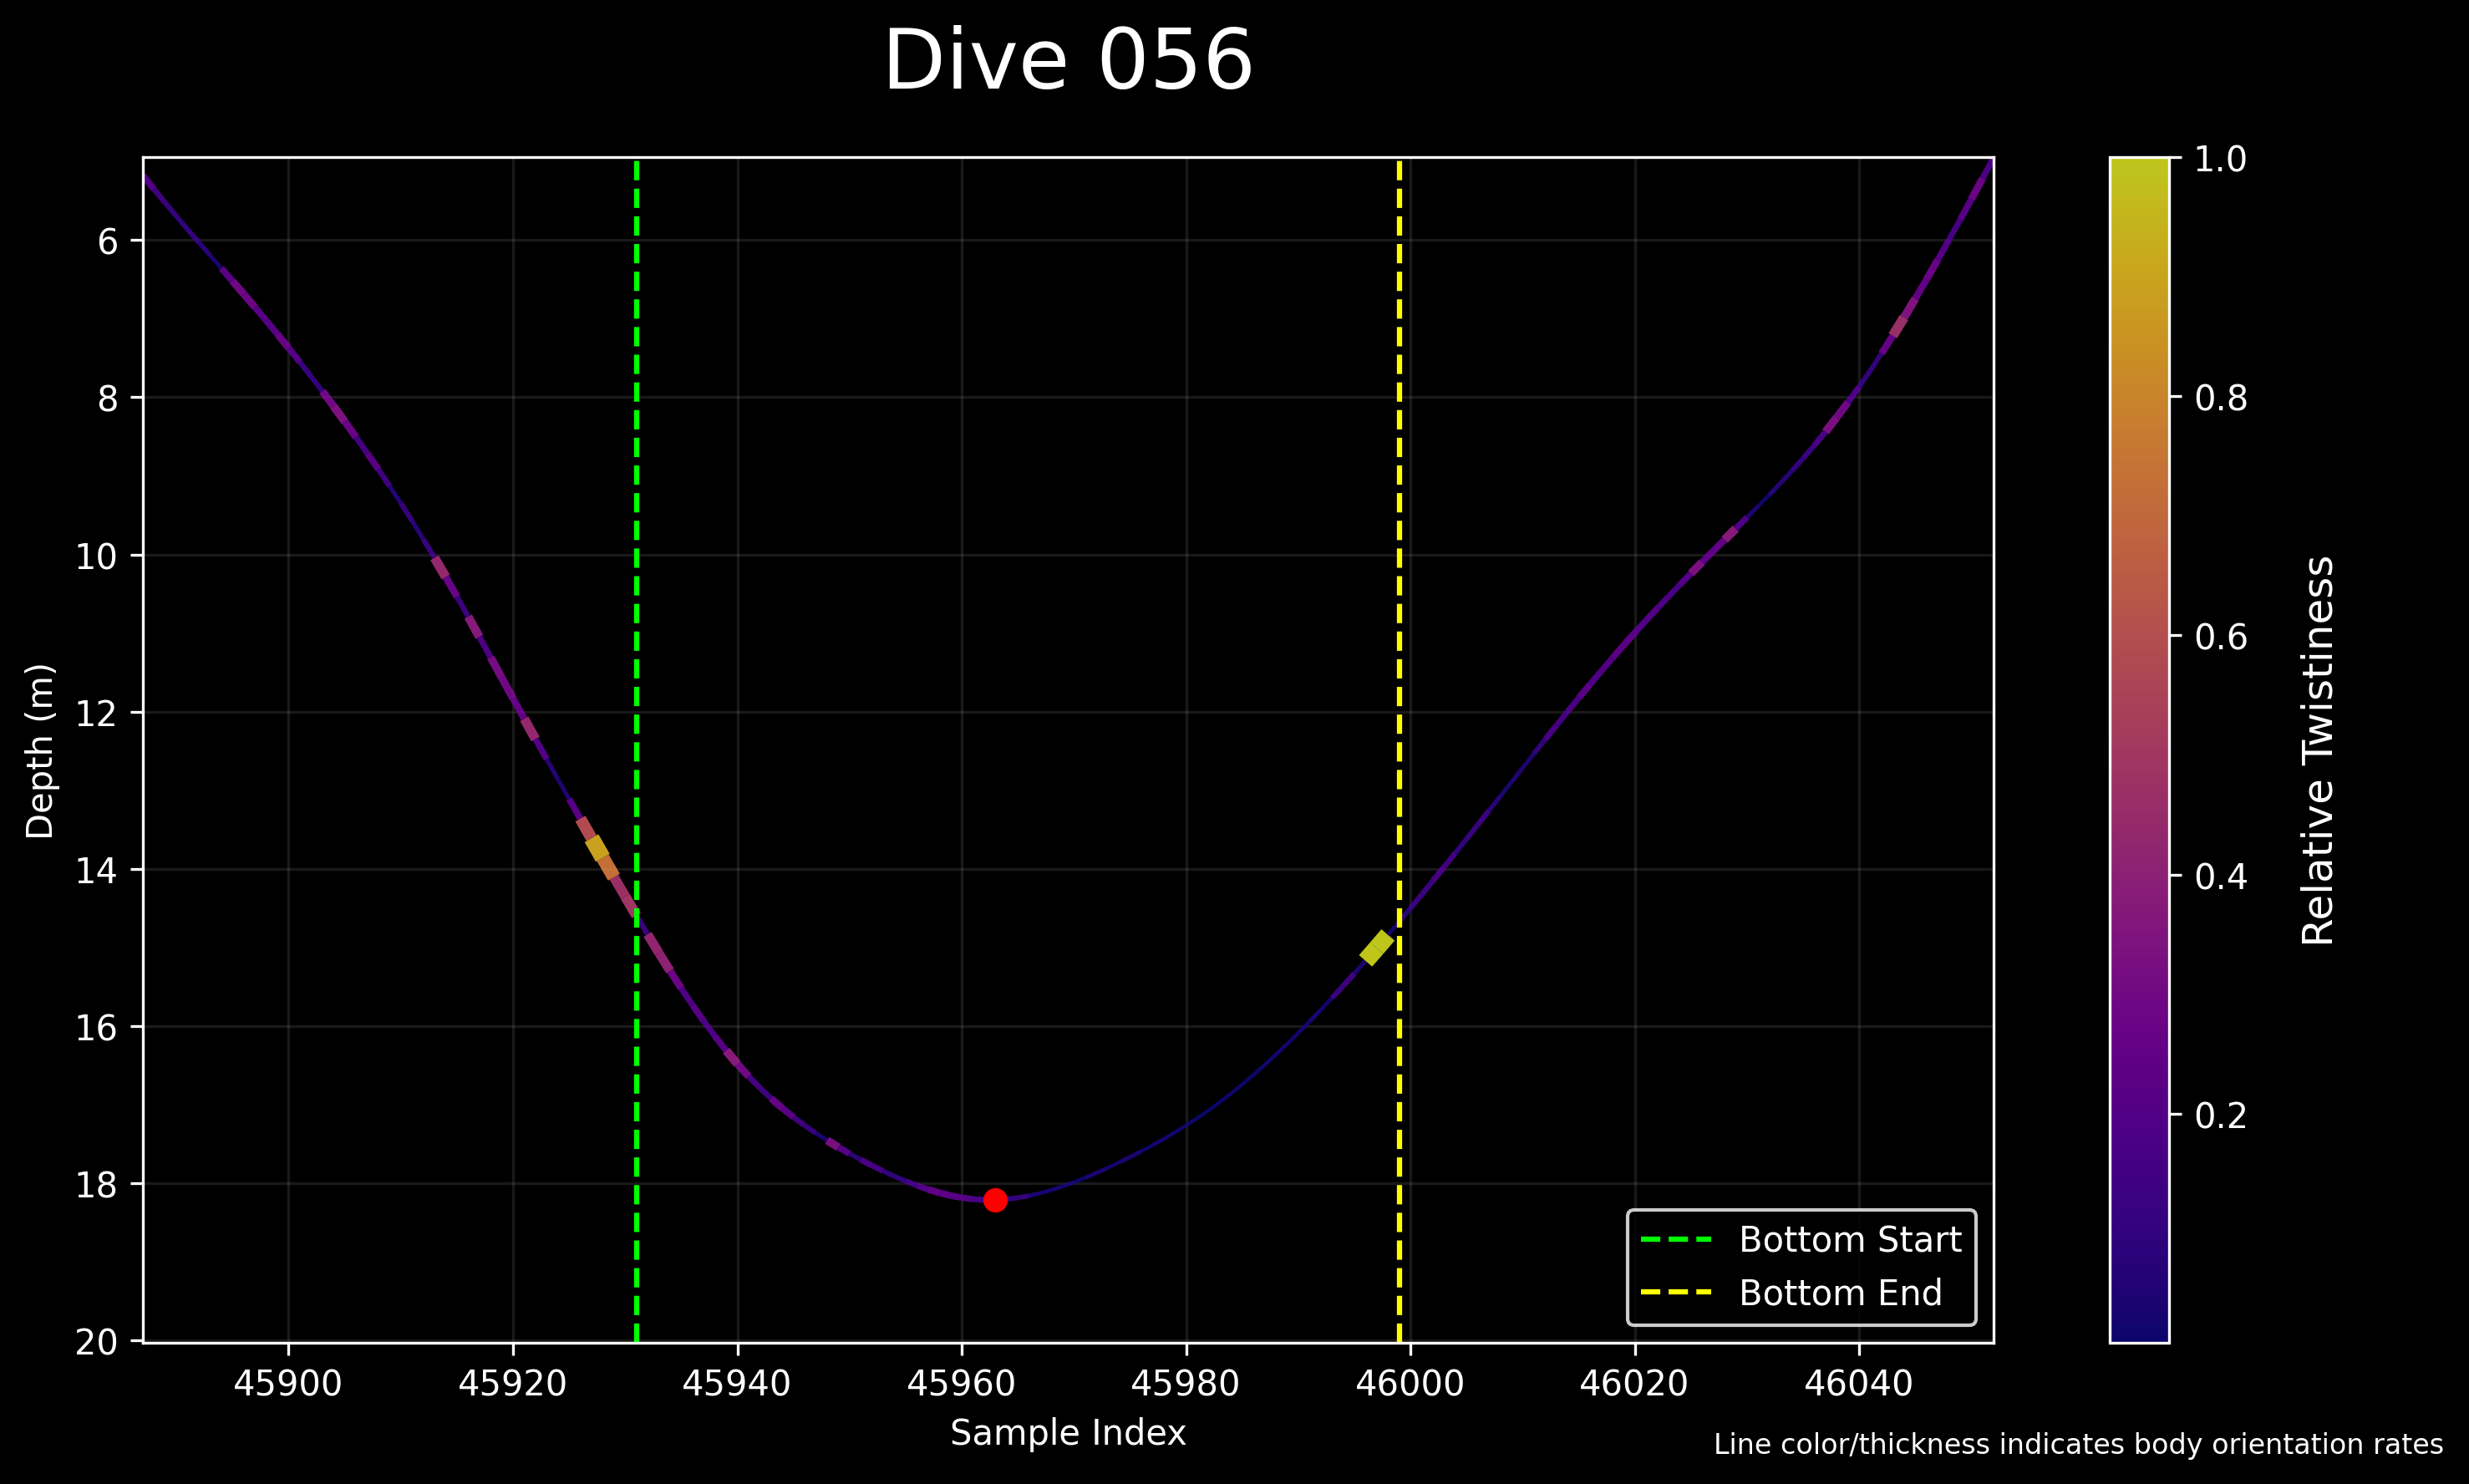 Dive 056
Depth (m)
6
8
10
12
14
16
18
20
45900 45920 45940 45960 45980 46000 46020 46040
Sample Index
Bottom Start
Bottom End
1.0
0.8
0.6
0.4
0.2
Relative Twistiness
Line color/thickness indicates body orientation rates